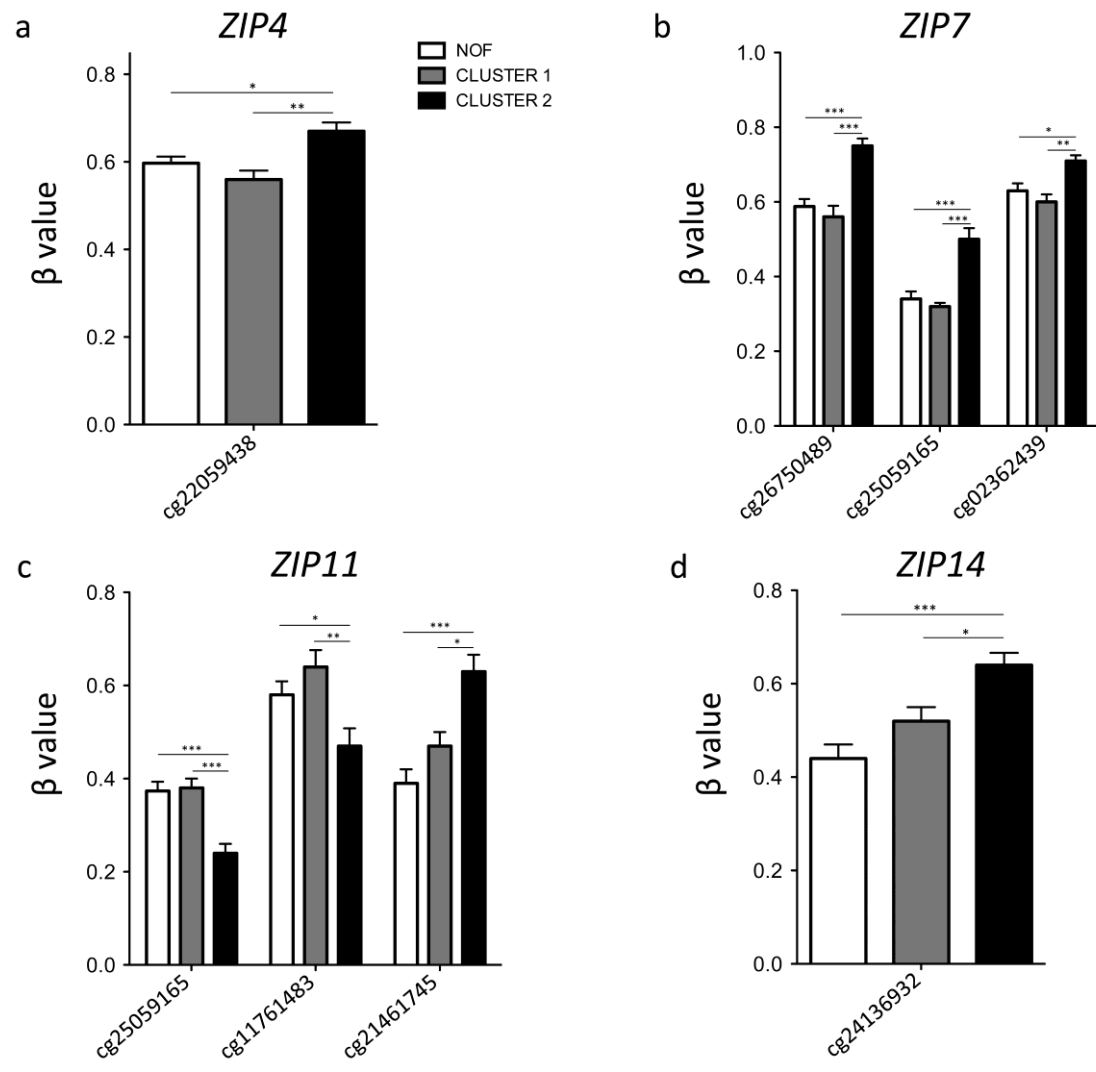 a
ZIP4
NOF
CLUSTER 1
CLUSTER 2
β value
0.8
0.6
0.4
0.2
0.0
*
**
cg22059438
b
ZIP7
β value
1.0
0.8
0.6
0.4
0.2
0.0
***
***
***
***
*
**
cg26750489
cg25059165
cg02362439
c
ZIP11
β value
0.8
0.6
0.4
0.2
0.0
***
***
*
**
***
*
cg25059165
cg11761483
cg21461745
d
ZIP14
β value
0.8
0.6
0.4
0.2
0.0
***
*
cg24136932